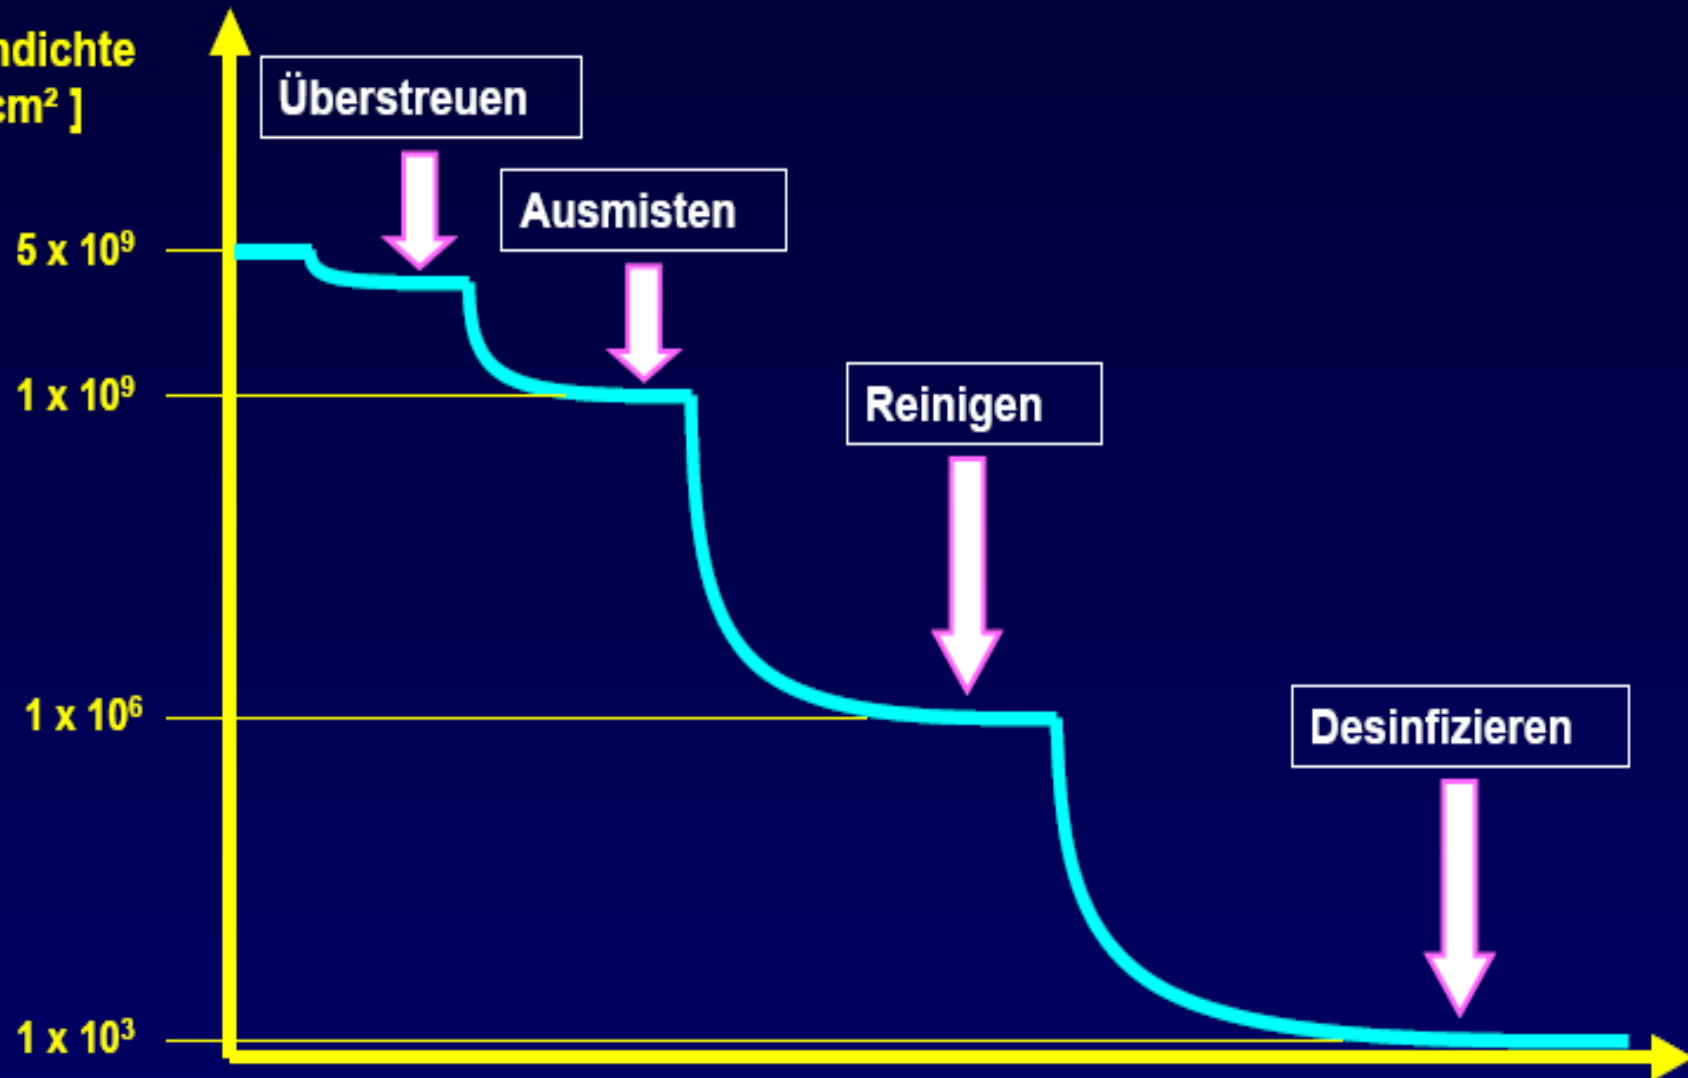 ndichte
cm² ]
Überstreuen
Ausmisten
5 x 10⁹
1 x 10⁹
Reinigen
1 x 10⁶
Desinfizieren
1 x 10³